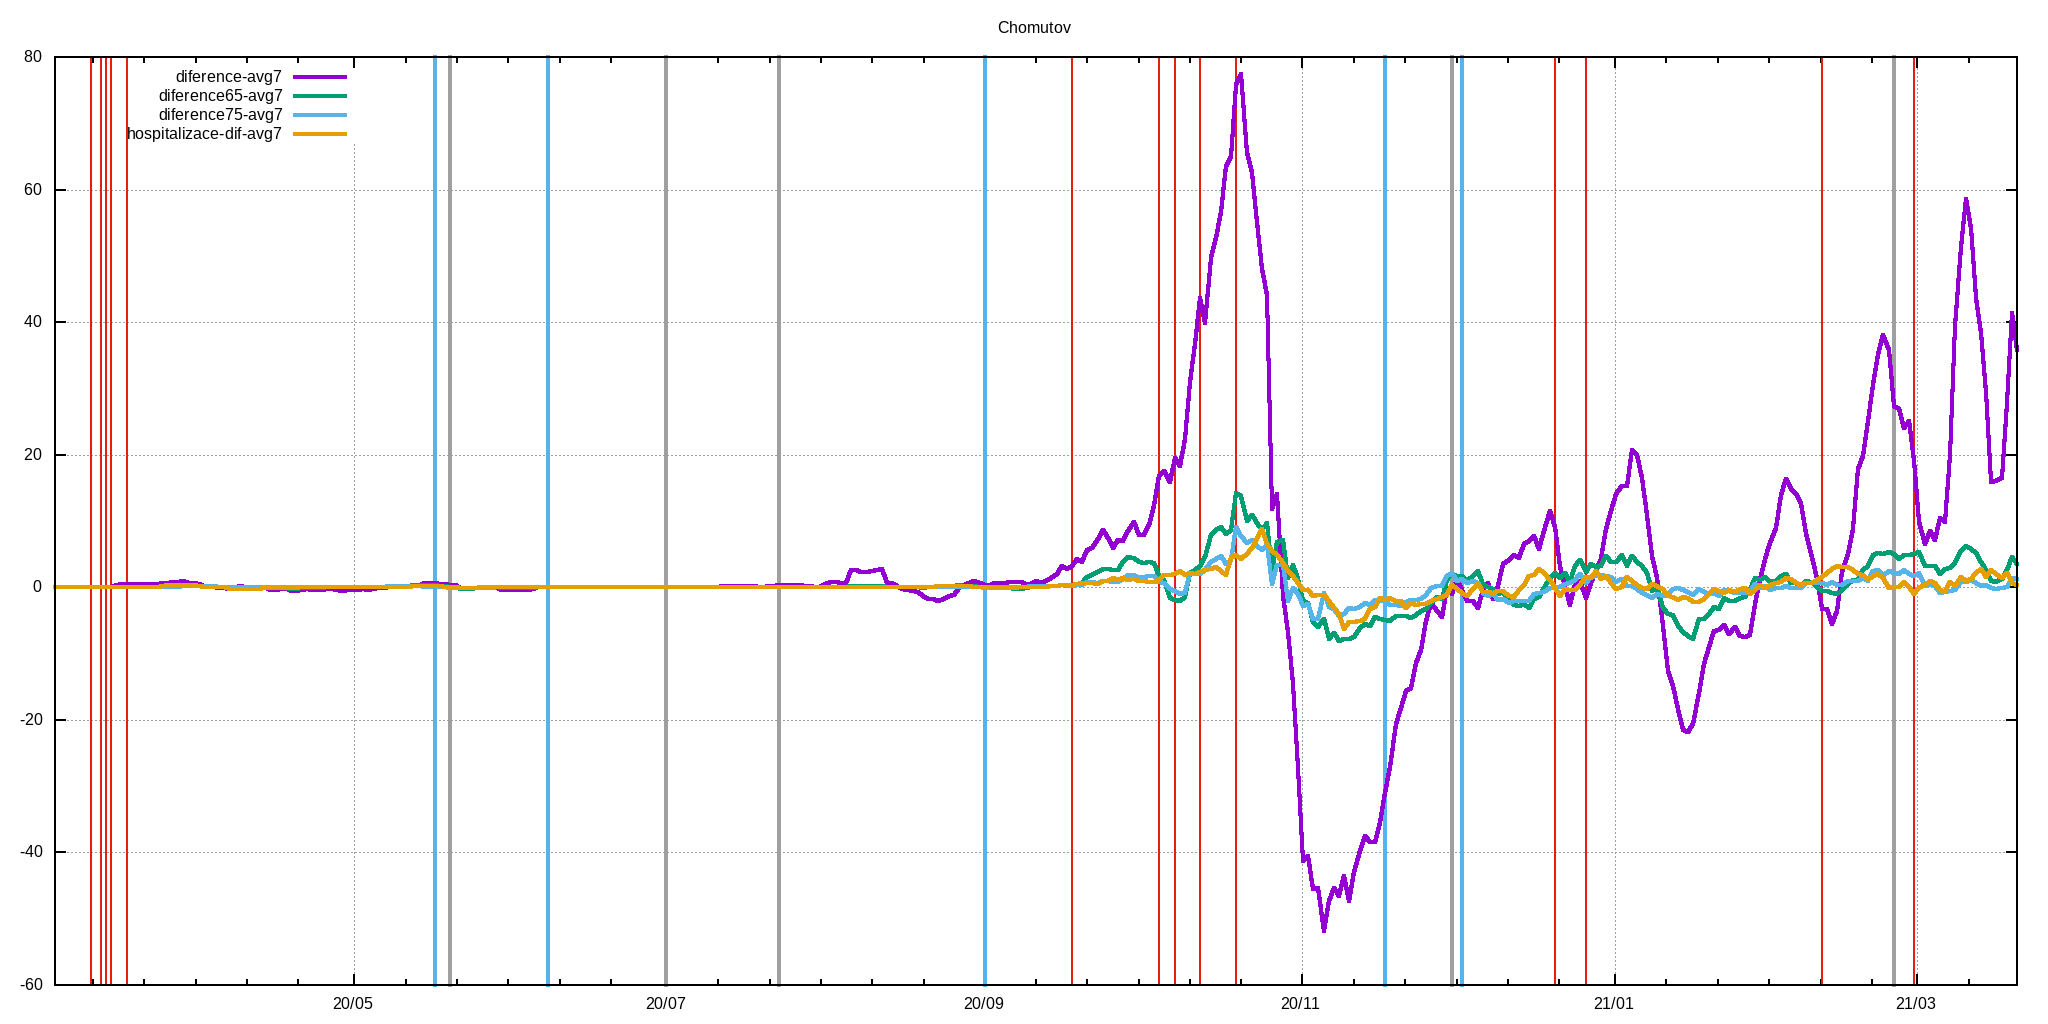 Chomutov
80
60
40
20
0
-20
-40
-60
diference-avg7
diference65-avg7
diference75-avg7
hospitalizace-dif-avg7
20/05 20/07 20/09 20/11 21/01 21/03